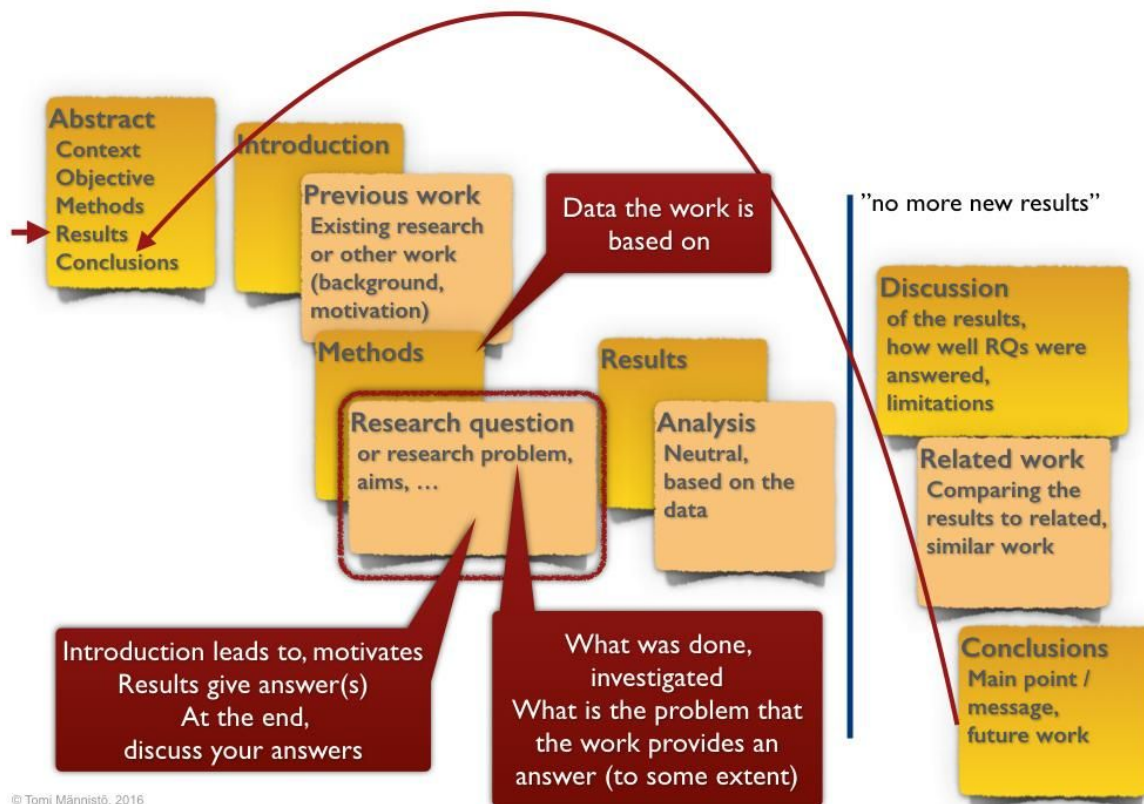 Abstract
Context
Objective
Methods
Results
Conclusions
Introduction
Previous work
Existing research
or other work
(background,
motivation)
Data the work is
based on
Methods
Research question
or research problem,
aims, …
Results
Analysis
Neutral,
based on the
data
Introduction leads to, motivates
Results give answer(s)
At the end,
discuss your answers
What was done,
investigated
What is the problem that
the work provides an
answer (to some extent)
”no more new results”
Discussion
of the results,
how well RQs were
answered,
limitations
Related work
Comparing the
results to related,
similar work
Conclusions
Main point /
message,
future work
© Tomi Männistö, 2016